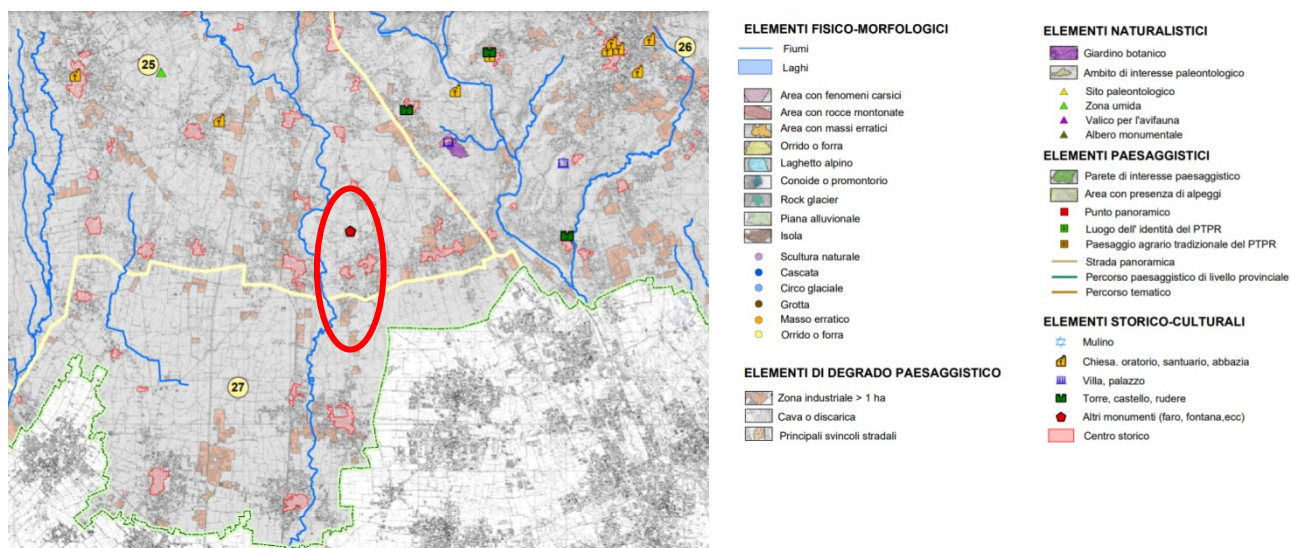 25
26
27
ELEMENTI FISICO-MORFOLOGICI
Fiumi
Laghi
Area con fenomeni carsici
Area con rocce montonate
Area con massi erratici
Orrido o forra
Laghetto alpino
Conoide o promontorio
Rock glacier
Piana alluvionale
Isola
Scultura naturale
Cascata
Circo glaciale
Grotta
Masso erratico
Orrido o forra
ELEMENTI DI DEGRADO PAESAGGISTICO
Zona industriale > 1 ha
Cava o discarica
Principali svincoli stradali
ELEMENTI NATURALISTICI
Giardino botanico
Ambito di interesse paleontologico
Sito paleontologico
Zona umida
Valico per l'avifauna
Albero monumentale
ELEMENTI PAESAGGISTICI
Parete di interesse paesaggistico
Area con presenza di alpeggi
Punto panoramico
Luogo dell' identità del PTPR
Paesaggio agrario tradizionale del PTPR
Strada panoramica
Percorso paesaggistico di livello provinciale
Percorso tematico
ELEMENTI STORICO-CULTURALI
Mulino
Chiesa. oratorio, santuario, abbazia
Villa, palazzo
Torre, castello, rudere
Altri monumenti (faro, fontana,ecc)
Centro storico